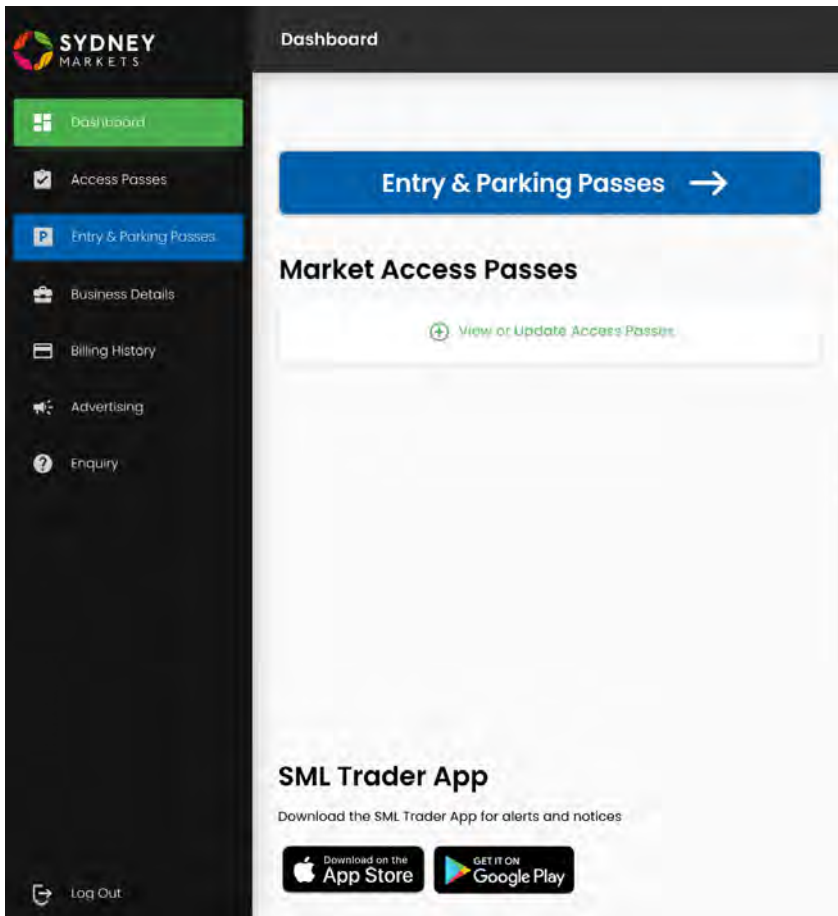 SYDNEY
MARKETS
Dashboard
Dashboard
Access Passes
Entry & Parking Passes
Business Details
Billing History
Advertising
Enquiry
Log Out
Entry & Parking Passes
Market Access Passes
View or Update Access Passes
SML Trader App
Download the SML Trader App for alerts and notices
Download on the
App Store
GET IT ON
Google Play